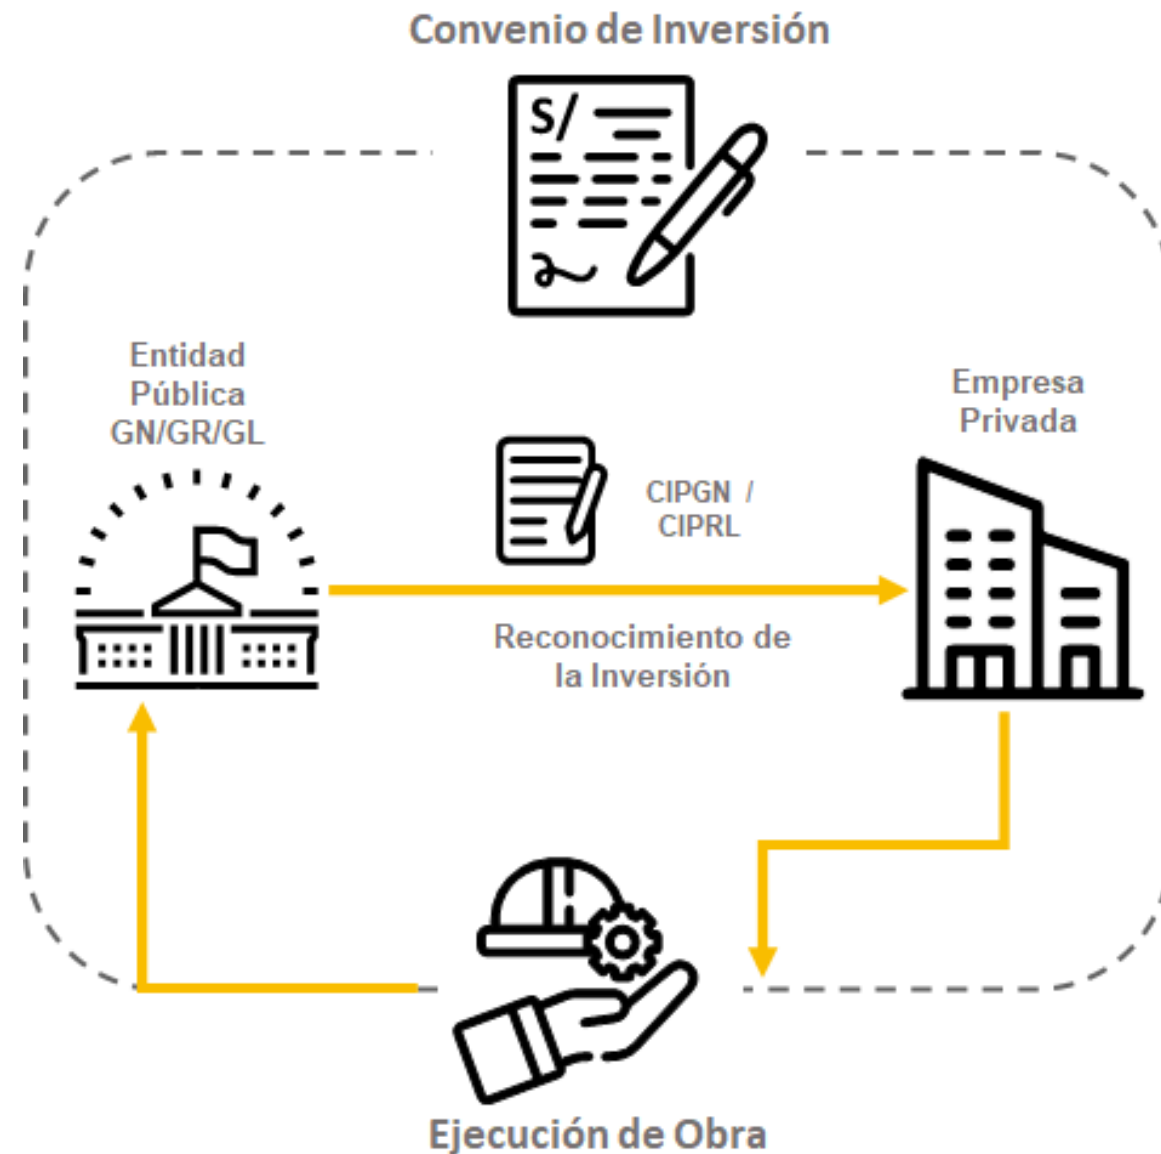 Convenio de Inversión
S/
Entidad
Pública
GN/GR/GL
Empresa
Privada
CIPGN /
CIPRL
Reconocimiento de
la Inversión
Ejecución de Obra